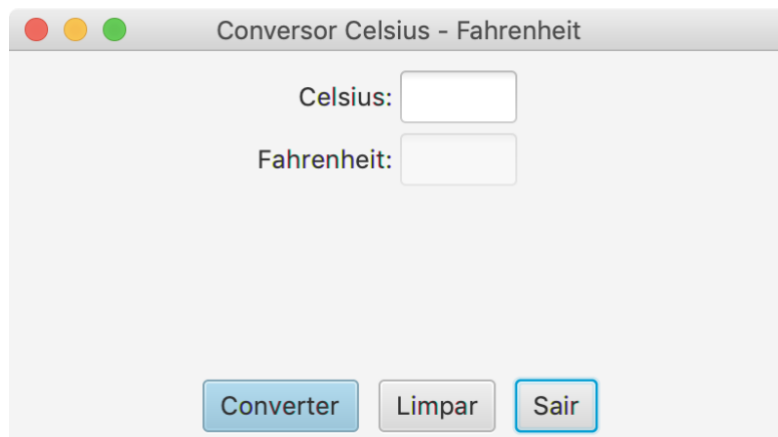 Conversor Celsius - Fahrenheit
Celsius:
Fahrenheit:
Converter Limpar Sair